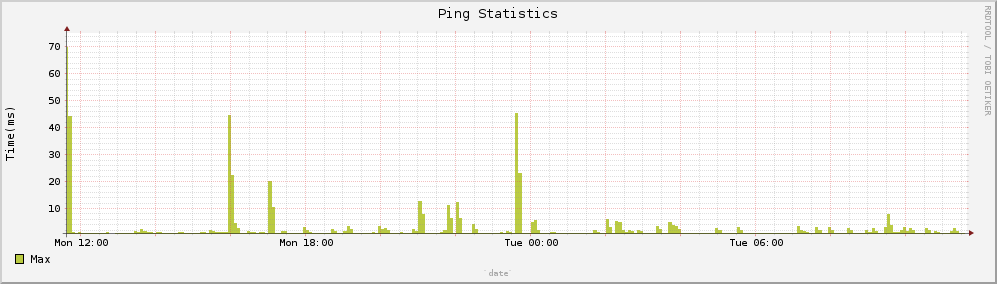 Ping Statistics
RRDTOOL / TOBI OETIKER
Time(ms)
70
60
50
40
30
20
10
Mon 12:00 Mon 18:00 Tue 00:00 Tue 06:00
Max
`date`